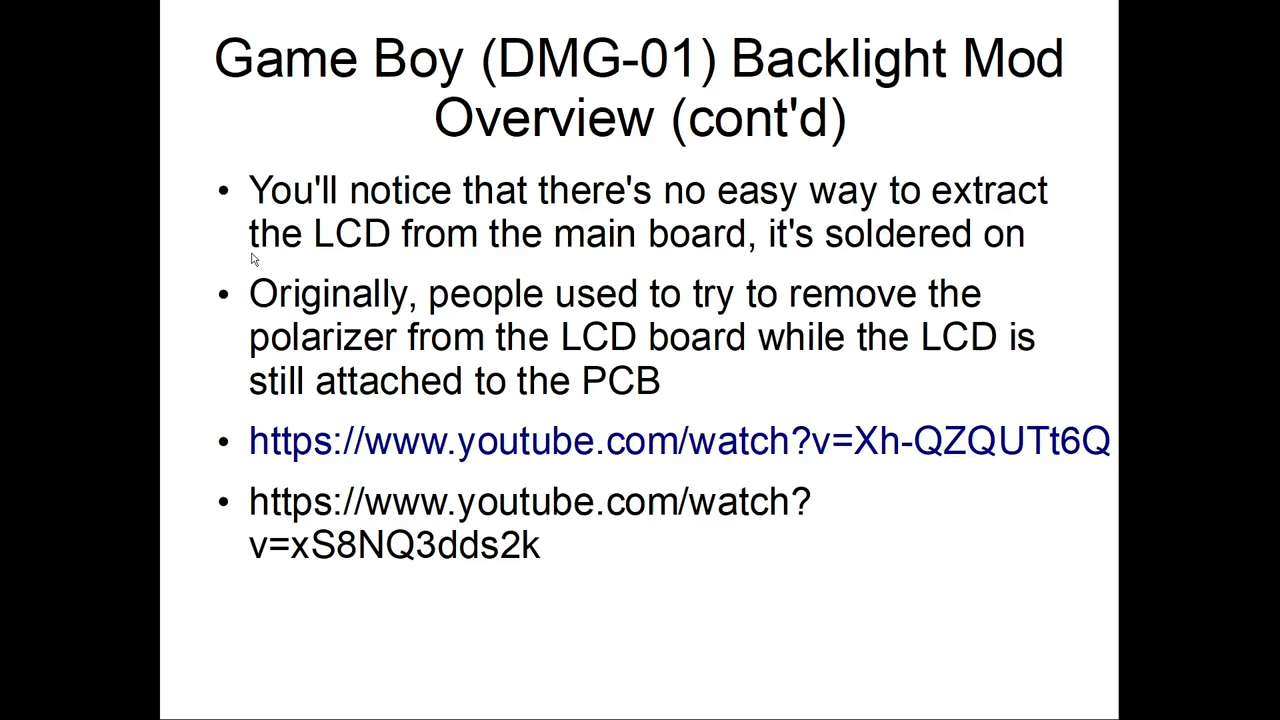 Game Boy (DMG-01) Backlight Mod
Overview (cont'd)
• You'll notice that there's no easy way to extract
the LCD from the main board, it's soldered on
• Originally, people used to try to remove the
polarizer from the LCD board while the LCD is
still attached to the PCB
• https://www.youtube.com/watch?v=Xh-QZQUTt6Q
• https://www.youtube.com/watch?
v=xS8NQ3dds2k